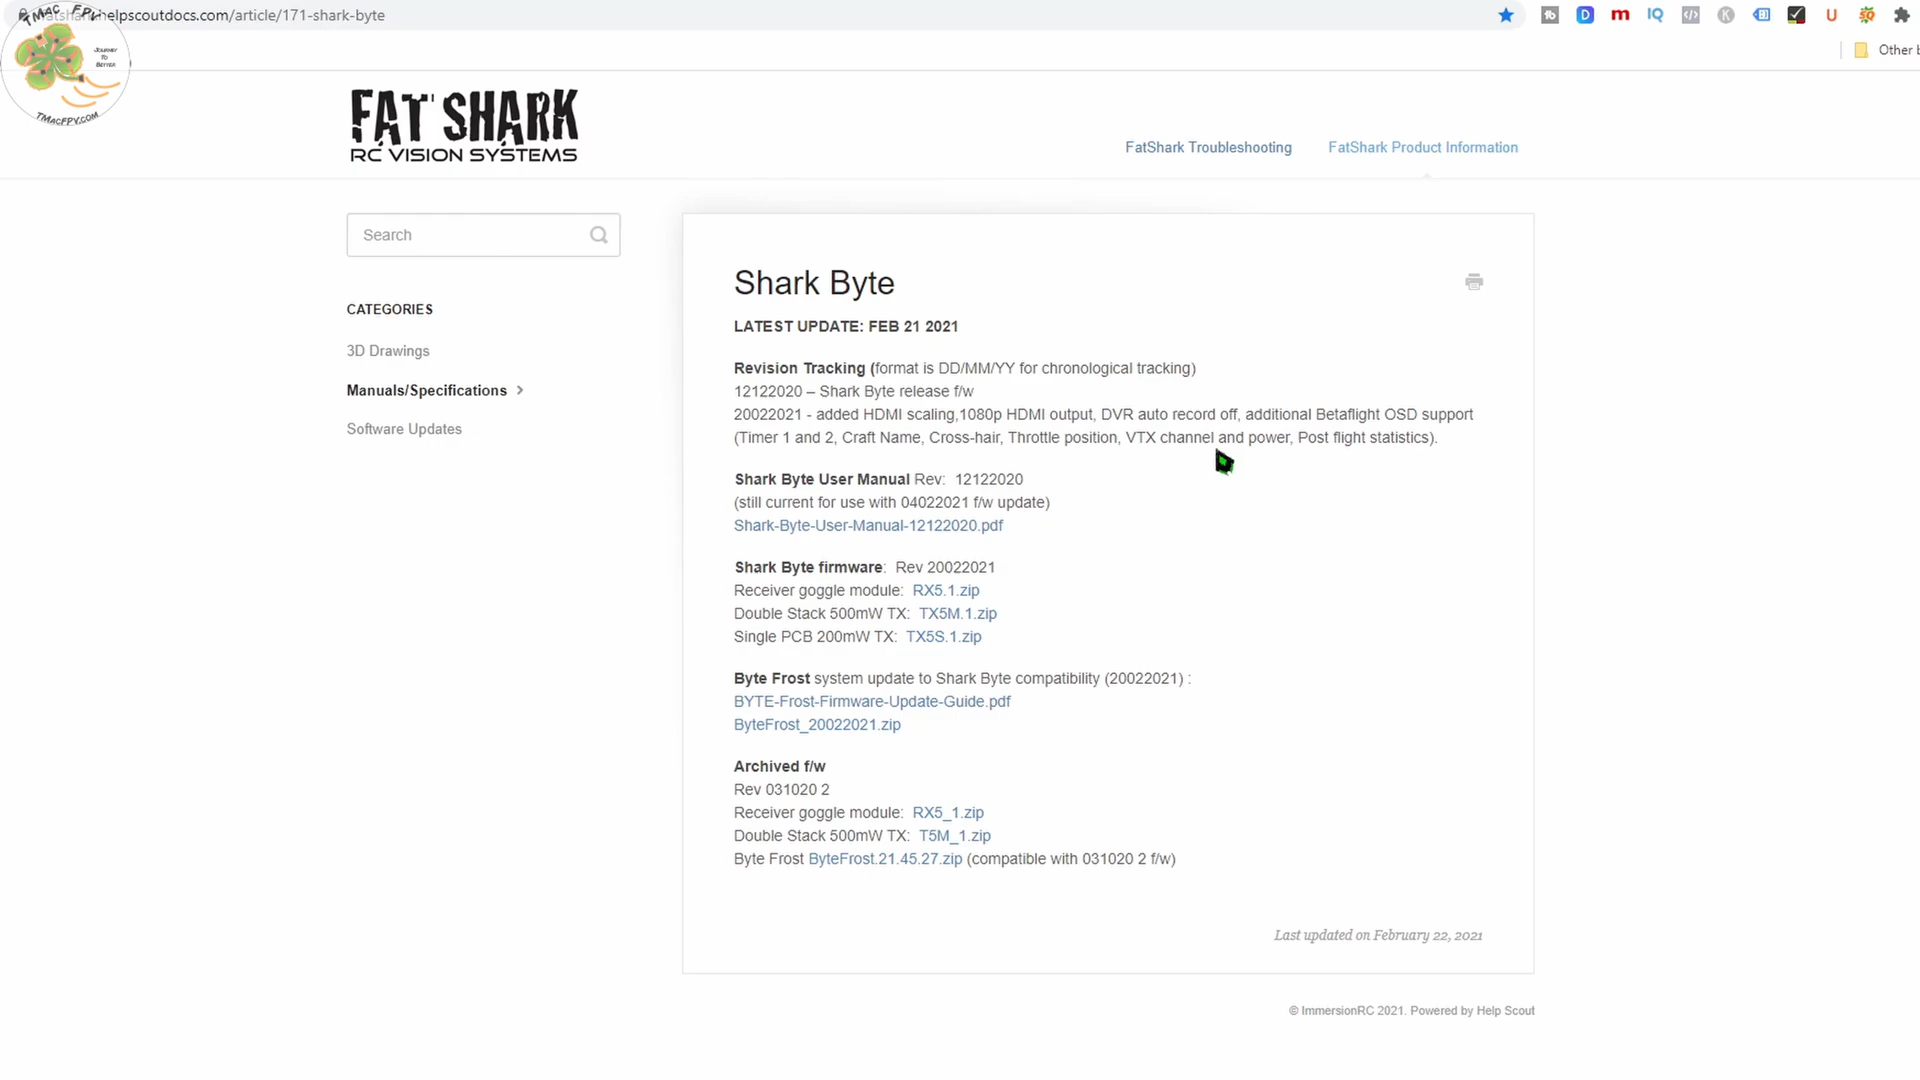 helpscoutdocs.com/article/171-shark-byte
TMAC FPV
JOURNEY
TO
BETTER
TMACFPV.COM
Other b
FAT SHARK
RC VISION SYSTEMS
FatShark Troubleshooting
FatShark Product Information
Search
CATEGORIES
3D Drawings
Manuals/Specifications
Software Updates
Shark Byte
LATEST UPDATE: FEB 21 2021
Revision Tracking (format is DD/MM/YY for chronological tracking)
12122020 – Shark Byte release f/w
20022021 - added HDMI scaling,1080p HDMI output, DVR auto record off, additional Betaflight OSD support
(Timer 1 and 2, Craft Name, Cross-hair, Throttle position, VTX channel and power, Post flight statistics).
Shark Byte User Manual Rev: 12122020
(still current for use with 04022021 f/w update)
Shark-Byte-User-Manual-12122020.pdf
Shark Byte firmware: Rev 20022021
Receiver goggle module: RX5.1.zip
Double Stack 500mW TX: TX5M.1.zip
Single PCB 200mW TX: TX5S.1.zip
Byte Frost system update to Shark Byte compatibility (20022021) :
BYTE-Frost-Firmware-Update-Guide.pdf
ByteFrost_20022021.zip
Archived f/w
Rev 031020 2
Receiver goggle module: RX5_1.zip
Double Stack 500mW TX: T5M_1.zip
Byte Frost ByteFrost.21.45.27.zip (compatible with 031020 2 f/w)
Last updated on February 22, 2021
© ImmersionRC 2021. Powered by Help Scout